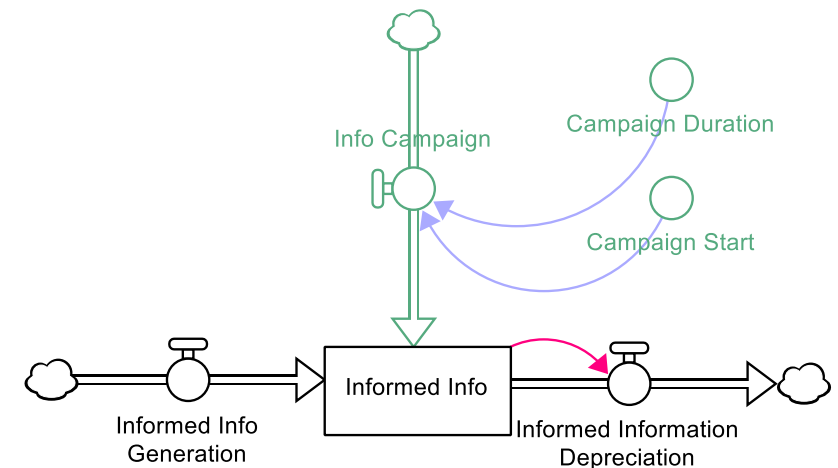 Campaign Duration
Info Campaign
Campaign Start
Informed Info
Informed Info
Generation
Informed Information
Depreciation